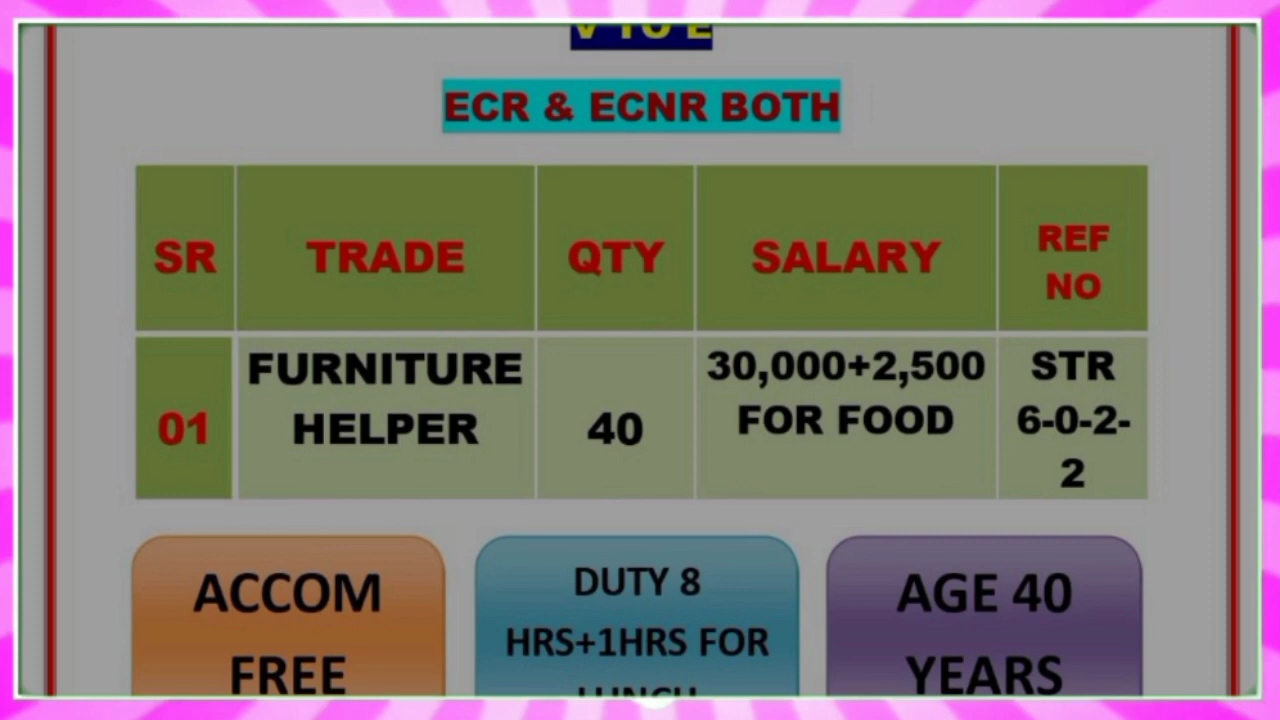 ECR & ECNR BOTH
SR TRADE QTY SALARY REF NO
01 FURNITURE HELPER 40 30,000+2,500 FOR FOOD STR 6-0-2-2
ACCOM
FREE
DUTY 8
HRS+1HRS FOR
LUNCH
AGE 40
YEARS